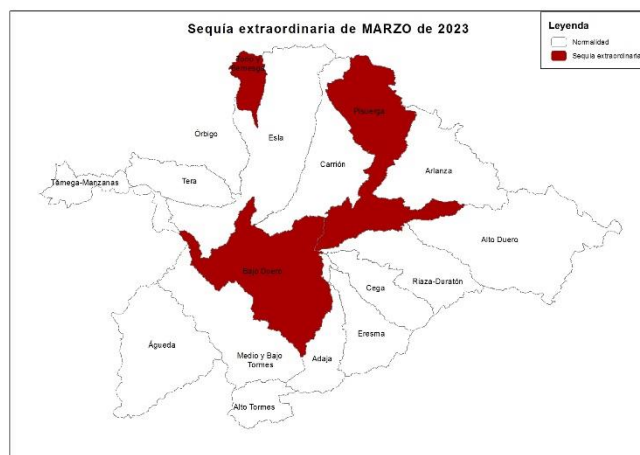 Sequía extraordinaria de MARZO de 2023
Leyenda
Normalidad
Sequía extraordinaria
Pisuerga
Órbigo
Esla
Carrión
Arlanza
Támega-Manzanas
Tera
Alto Duero
Bajo Duero
Cega
Riaza-Duratón
Eresma
Águeda
Medio y Bajo
Tormes
Adaja
Alto Tormes